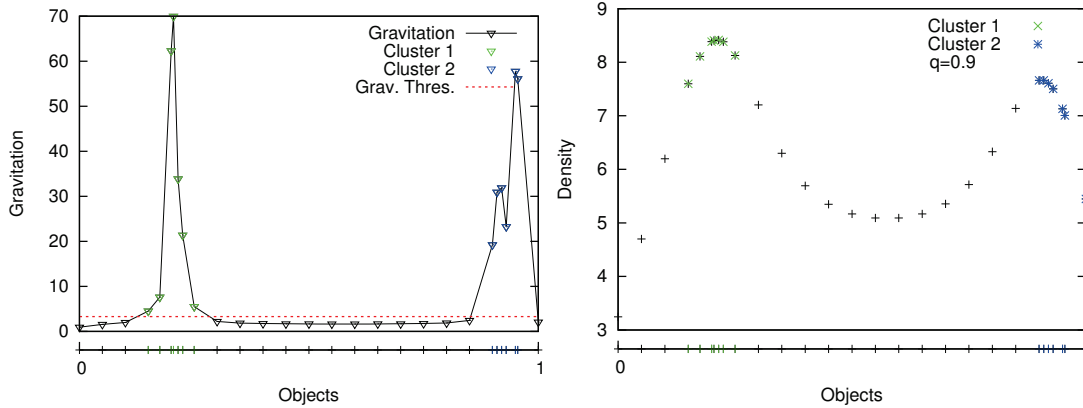 70
60
50
40
30
20
10
0
Gravitation
Gravitation
Cluster 1
Cluster 2
Grav. Thres.
0
1
Objects
9
8
7
6
5
4
3
Density
Cluster 1
Cluster 2
q=0.9
0
Objects